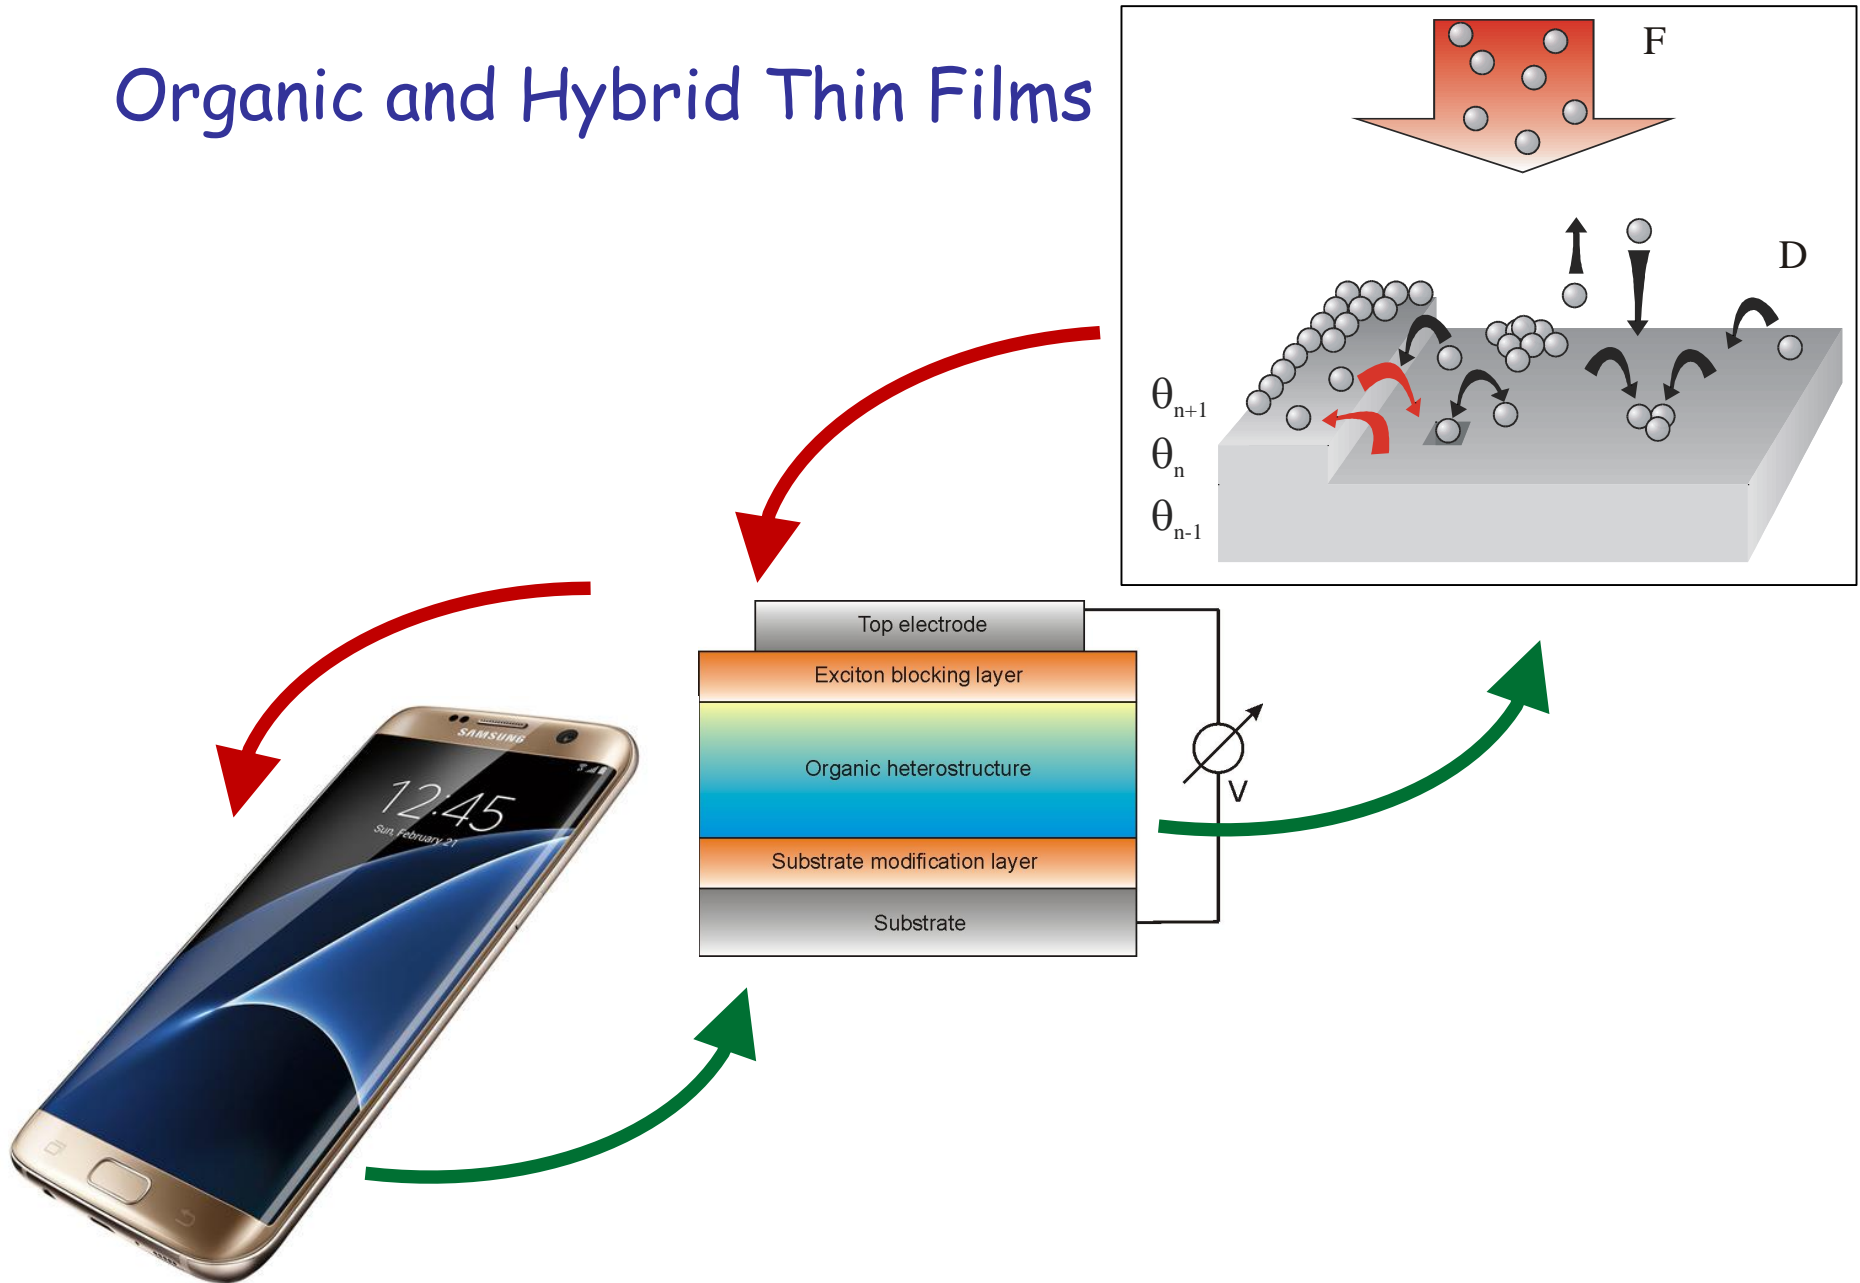 Organic and Hybrid Thin Films
F
D
θn+1
θn
θn-1
Top electrode
Exciton blocking layer
Organic heterostructure
Substrate modification layer
Substrate
V
SAMSUNG
12:45
Sun, February 21